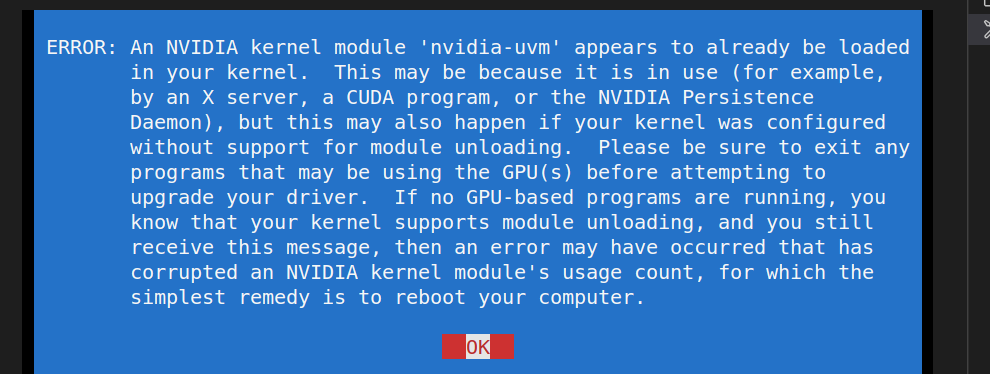 ERROR: An NVIDIA kernel module 'nvidia-uvm' appears to already be loaded
in your kernel.  This may be because it is in use (for example,
by an X server, a CUDA program, or the NVIDIA Persistence
Daemon), but this may also happen if your kernel was configured
without support for module unloading.  Please be sure to exit any
programs that may be using the GPU(s) before attempting to
upgrade your driver.  If no GPU-based programs are running, you
know that your kernel supports module unloading, and you still
receive this message, then an error may have occurred that has
corrupted an NVIDIA kernel module's usage count, for which the
simplest remedy is to reboot your computer.
OK